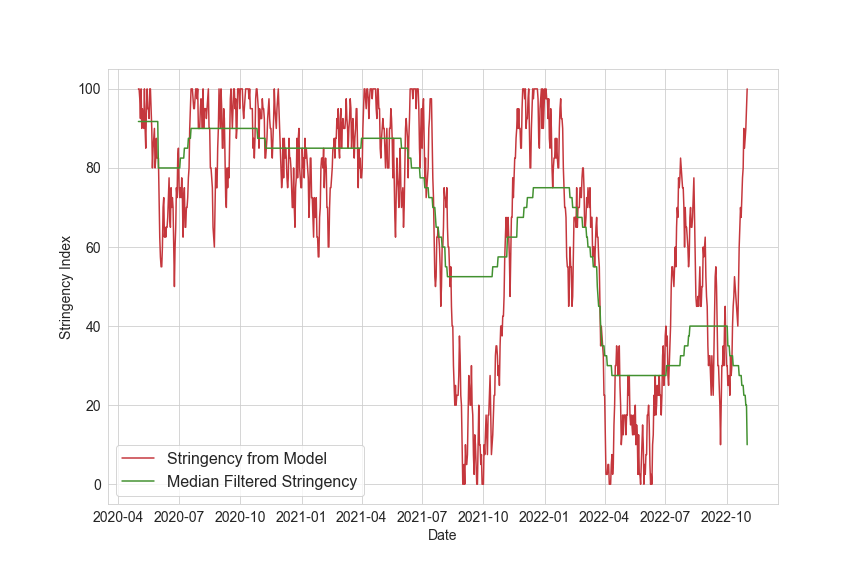 100
80
60
40
20
0
Stringency Index
Stringency from Model
Median Filtered Stringency
2020-04 2020-07 2020-10 2021-01 2021-04 2021-07 2021-10 2022-01 2022-04 2022-07 2022-10
Date